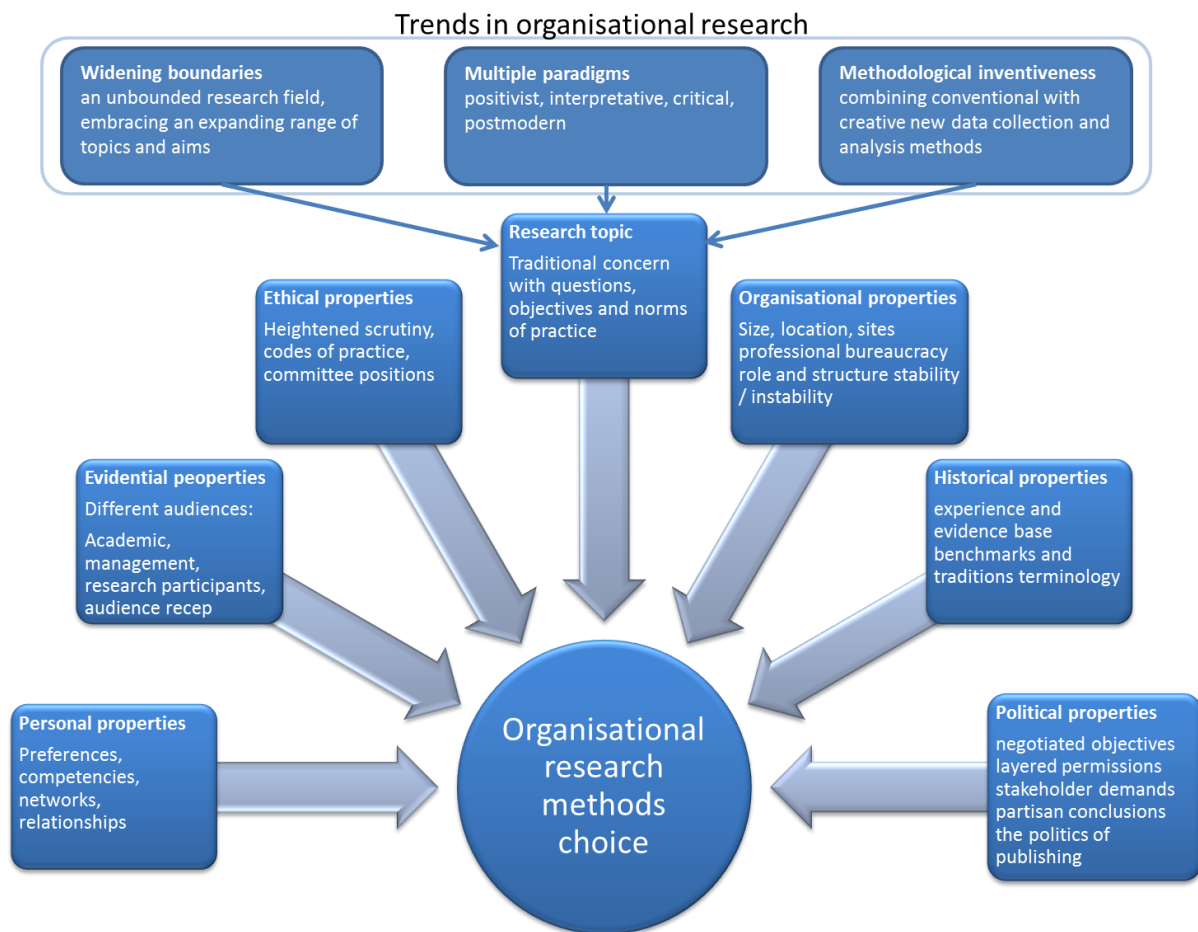 Trends in organisational research
Widening boundaries
an unbounded research field,
embracing an expanding range of
topics and aims
Multiple paradigms
positivist, interpretative, critical,
postmodern
Methodological inventiveness
combining conventional with
creative new data collection and
analysis methods
Research topic
Traditional concern
with questions,
objectives and norms
of practice
Ethical properties
Heightened scrutiny,
codes of practice,
committee positions
Organisational properties
Size, location, sites
professional bureaucracy
role and structure stability
/ instability
Evidential peoperties
Different audiences:
Academic,
management,
research participants,
audience recep
Historical properties
experience and
evidence base
benchmarks and
traditions terminology
Personal properties
Preferences,
competencies,
networks,
relationships
Organisational
research
methods
choice
Political properties
negotiated objectives
layered permissions
stakeholder demands
partisan conclusions
the politics of
publishing